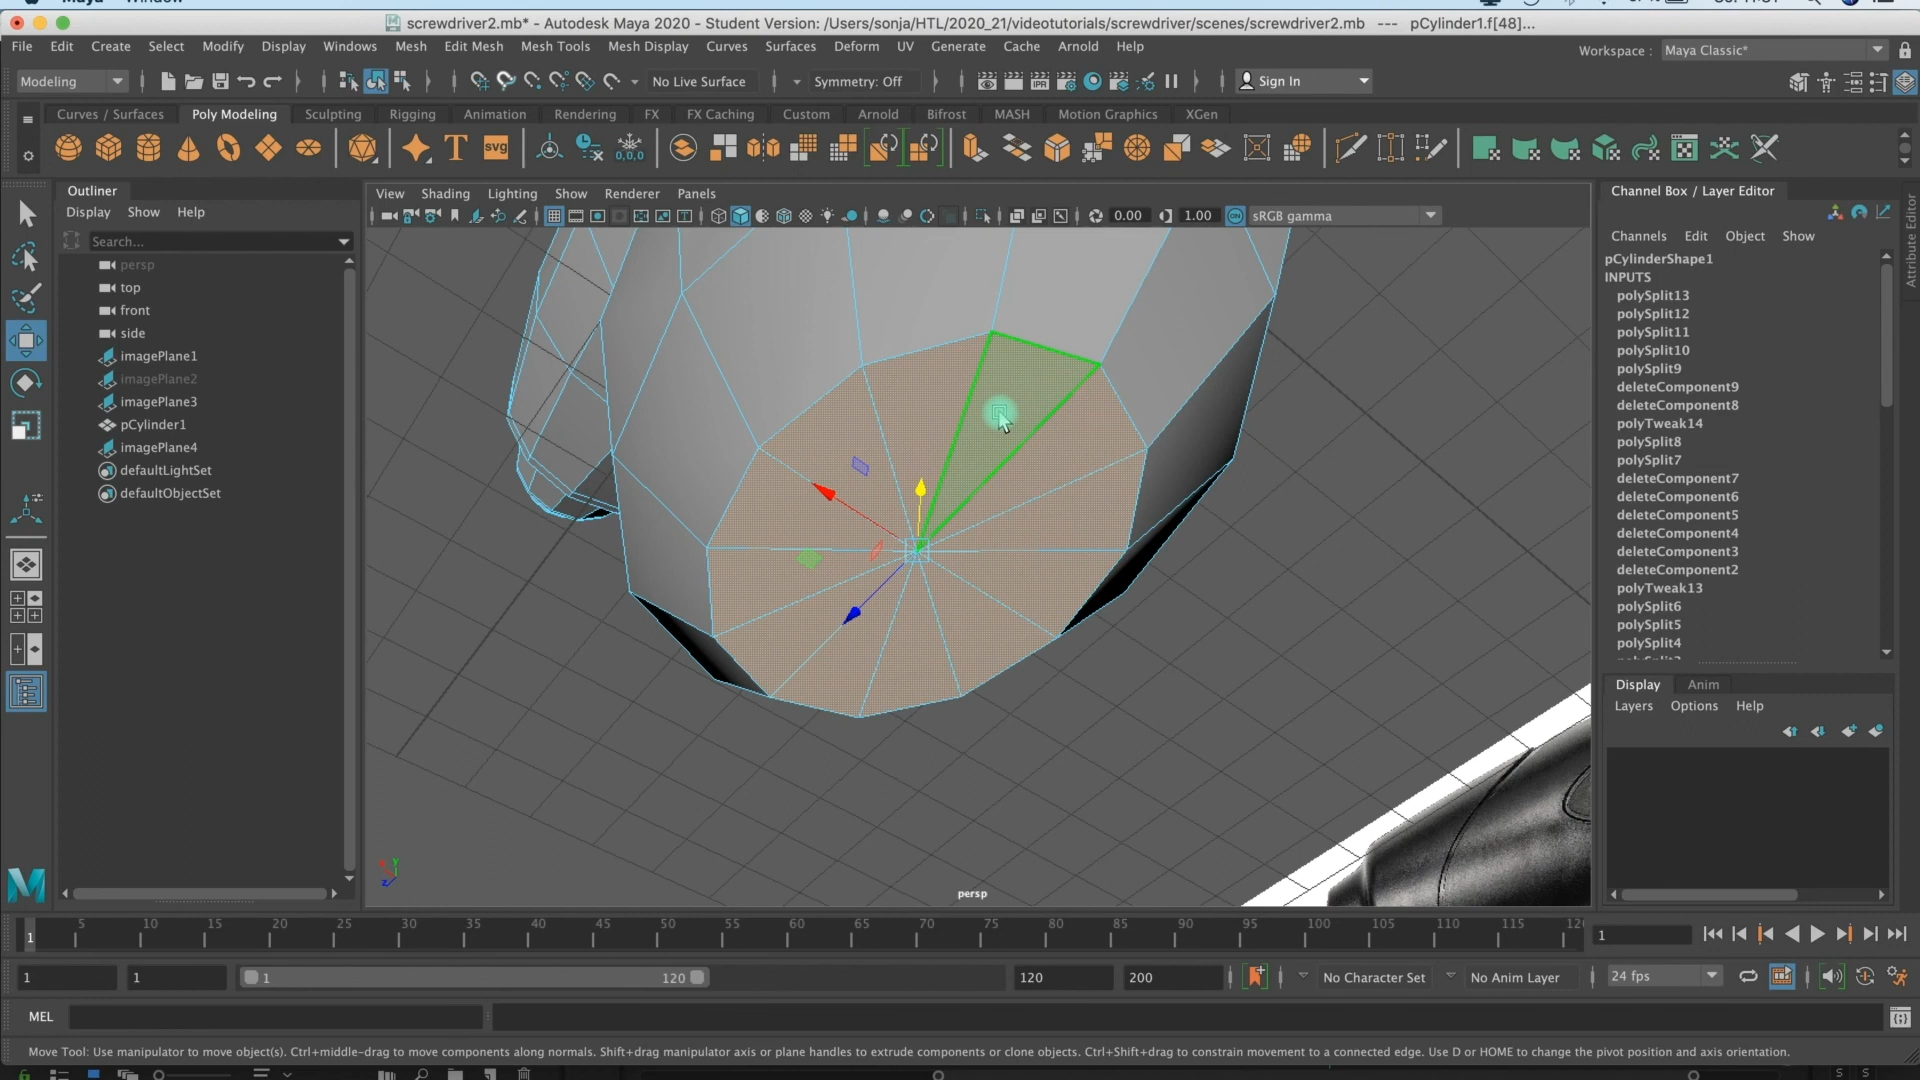 Maya Window
screwdriver2.mb* - Autodesk Maya 2020 - Student Version: /Users/sonja/HTL/2020_21/videotutorials/screwdriver/scenes/screwdriver2.mb --- pCylinder1.f[48]...
File Edit Create Select Modify Display Windows Mesh Edit Mesh Mesh Tools Mesh Display Curves Surfaces Deform UV Generate Cache Arnold Help
Workspace : Maya Classic*
Modeling No Live Surface Symmetry: Off Sign In
Curves / Surfaces Poly Modeling Sculpting Rigging Animation Rendering FX FX Caching Custom Arnold Bifrost MASH Motion Graphics XGen
T svg 0,0,0
Outliner
Display Show Help
Search...
persp
top
front
side
imagePlane1
imagePlane2
imagePlane3
pCylinder1
imagePlane4
defaultLightSet
defaultObjectSet
View Shading Lighting Show Renderer Panels
0.00 1.00 ON sRGB gamma
persp
Channel Box / Layer Editor
Channels Edit Object Show
pCylinderShape1
INPUTS
polySplit13
polySplit12
polySplit11
polySplit10
polySplit9
deleteComponent9
deleteComponent8
polyTweak14
polySplit8
polySplit7
deleteComponent7
deleteComponent6
deleteComponent5
deleteComponent4
deleteComponent3
deleteComponent2
polyTweak13
polySplit6
polySplit5
polySplit4
Attribute Editor
Display Anim
Layers Options Help
1 5 10 15 20 25 30 35 40 45 50 55 60 65 70 75 80 85 90 95 100 105 110 115 12
1
1 1 1 120 120 200 No Character Set No Anim Layer 24 fps
MEL
Move Tool: Use manipulator to move object(s). Ctrl+middle-drag to move components along normals. Shift+drag manipulator axis or plane handles to extrude components or clone objects. Ctrl+Shift+drag to constrain movement to a connected edge. Use D or HOME to change the pivot position and axis orientation.
S S